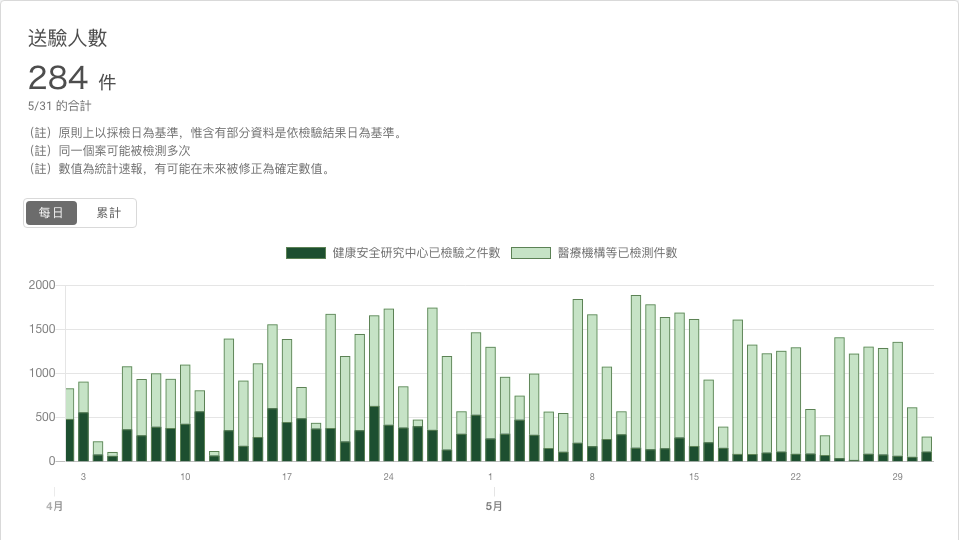 送驗人數
284 件
5/31 的合計
（註）原則上以採檢日為基準，惟含有部分資料是依檢驗結果日為基準。
（註）同一個案可能被檢測多次
（註）數值為統計速報，有可能在未來被修正為確定數值。
每日 累計
健康安全研究中心已檢驗之件數 醫療機構等已檢測件數
2000
1500
1000
500
0
3 10 17 24 1 8 15 22 29
4月 5月